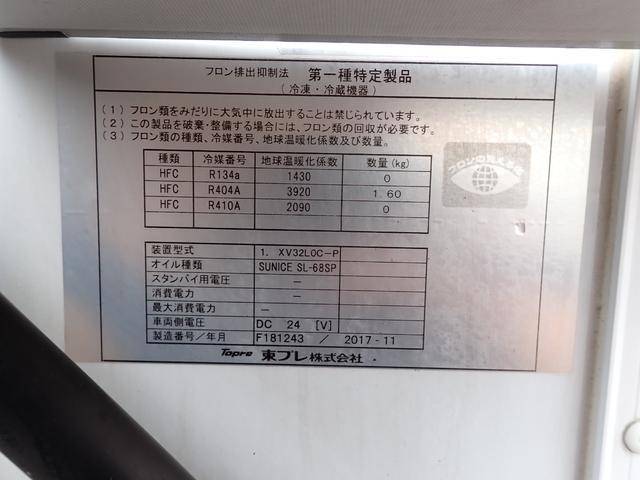 フロン排出抑制法 第一種特定製品
(冷凍・冷蔵機器)
(1) フロン類をみだりに大気中に放出することは禁じられています。
(2) この製品を破棄・整備する場合には、フロン類の回収が必要です。
(3) フロン類の種類、冷媒番号、地球温暖化係数及び数量。
種類 冷媒番号 地球温暖化係数 数量(kg)
HFC R134a 1430 0
HFC R404A 3920 1.60
HFC R410A 2090 0
フロンの見える化
装置型式 1. XV32LOC-P
オイル種類 SUNICE SL-68SP
スタンバイ用電圧 —
消費電力 —
最大消費電力 —
車両側電圧 DC 24 [V]
製造番号/年月 F181243 / 2017-11
Topre 東プレ株式会社